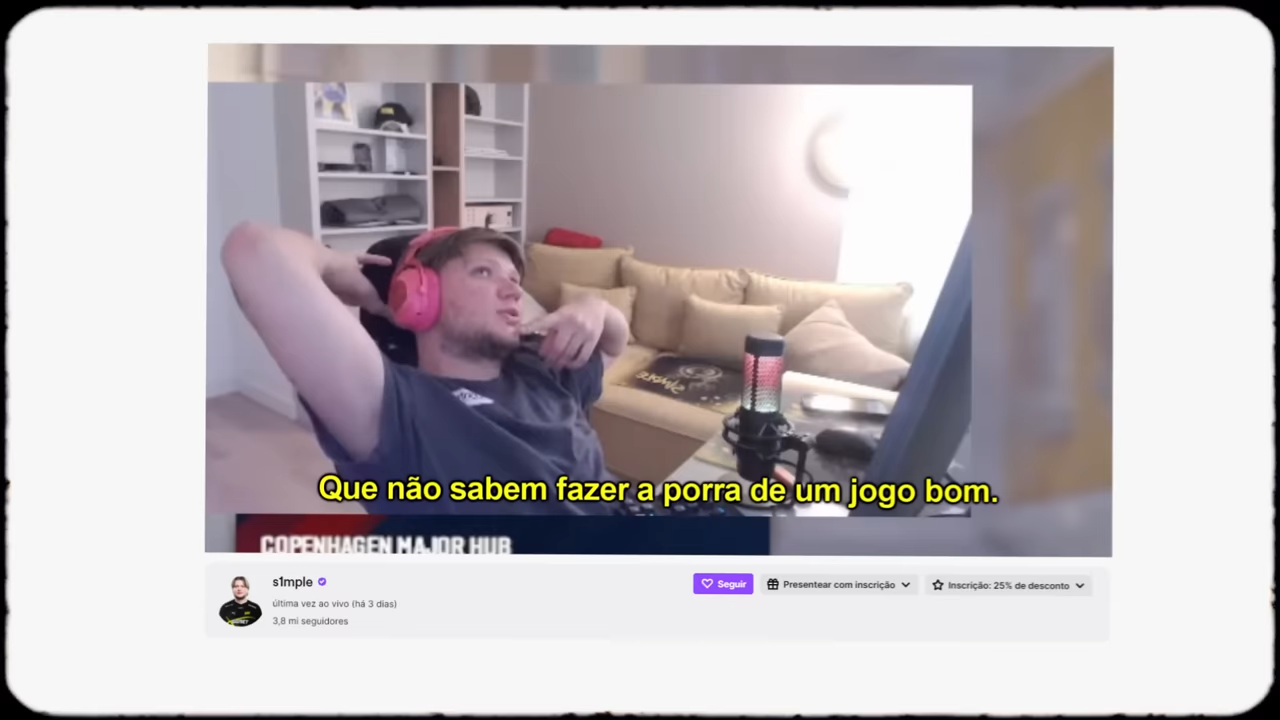 Que não sabem fazer a porra de um jogo bom.
COPENHAGEN MAJOR HUB
s1mple
Seguir
Presentear com inscrição
Inscrição: 25% de desconto
última vez ao vivo (há 3 dias)
3,8 mi seguidores